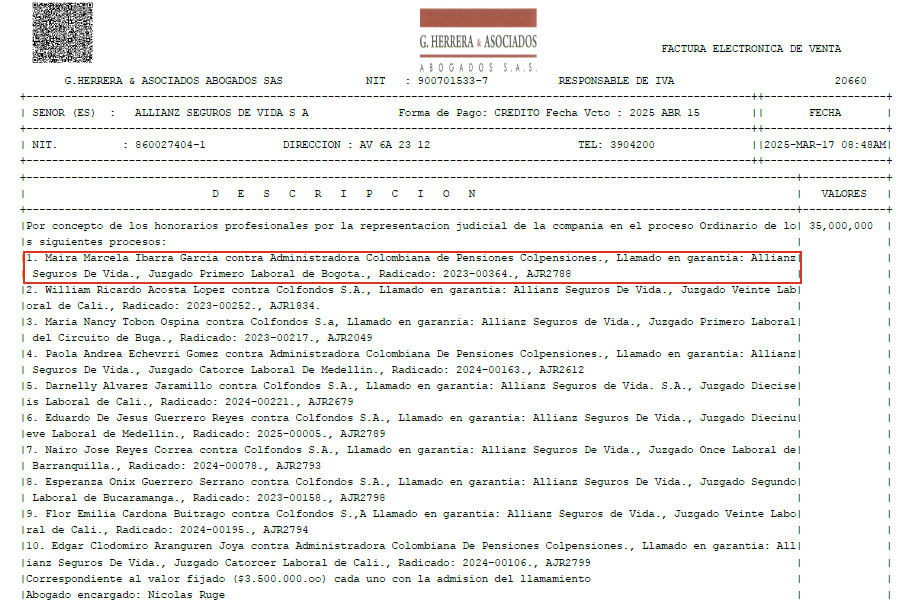 G. HERRERA & ASOCIADOS
ABOGADOS S.A.S.
FACTURA ELECTRONICA DE VENTA
G.HERRERA & ASOCIADOS ABOGADOS SAS NIT : 900701533-7 RESPONSABLE DE IVA 20660
SENOR (ES) : ALLIANZ SEGUROS DE VIDA S A Forma de Pago: CREDITO Fecha Vcto : 2025 ABR 15 FECHA
NIT. : 860027404-1 DIRECCION : AV 6A 23 12 TEL: 3904200 2025-MAR-17 08:48AM
D E S C R I P C I O N VALORES
Por concepto de los honorarios profesionales por la representacion judicial de la compania en el proceso Ordinario de lo 35,000,000
s siguientes procesos:
1. Maira Marcela Ibarra Garcia contra Administradora Colombiana de Pensiones Colpensiones., Llamado en garantia: Allianz
Seguros De Vida., Juzgado Primero Laboral de Bogota., Radicado: 2023-00364., AJR2788
2. William Ricardo Acosta Lopez contra Colfondos S.A., Llamado en garantia: Allianz Seguros De Vida., Juzgado Veinte Lab
oral de Cali., Radicado: 2023-00252., AJR1834.
3. Maria Nancy Tobon Ospina contra Colfondos S.a, Llamado en garanria: Allianz Seguros de Vida., Juzgado Primero Laboral
del Circuito de Buga., Radicado: 2023-00217., AJR2049
4. Paola Andrea Echevrri Gomez contra Administradora Colombiana De Pensiones Colpensiones., Llamado en garantia: Allianz
Seguros De Vida., Juzgado Catorce Laboral De Medellin., Radicado: 2024-00163., AJR2612
5. Darnelly Alvarez Jaramillo contra Colfondos S.A., Llamado en garantia: Allianz Seguros de Vida. S.A., Juzgado Diecise
is Laboral de Cali., Radicado: 2024-00221., AJR2679
6. Eduardo De Jesus Guerrero Reyes contra Colfondos S.A., Llamado en garantia: Allianz Seguros De Vida., Juzgado Diecinu
eve Laboral de Medellin., Radicado: 2025-00005., AJR2789
7. Nairo Jose Reyes Correa contra Colfondos S.A., Llamado en garantia: Allianz Seguros De Vida., Juzgado Once Laboral de
Barranquilla., Radicado: 2024-00078., AJR2793
8. Esperanza Onix Guerrero Serrano contra Colfondos S.A., Llamado en garantia: Allianz Seguros De Vida., Juzgado Segundo
Laboral de Bucaramanga., Radicado: 2023-00158., AJR2798
9. Flor Emilia Cardona Buitrago contra Colfondos S.,A Llamado en garantia: Allianz Seguros de Vida., Juzgado Veinte Labo
ral de Cali., Radicado: 2024-00195., AJR2794
10. Edgar Clodomiro Aranguren Joya contra Administradora Colombiana De Pensiones Colpensiones., Llamado en garantia: All
ianz Seguros De Vida., Juzgado Catorcer Laboral de Cali., Radicado: 2024-00106., AJR2799
Correspondiente al valor fijado ($3.500.000.oo) cada uno con la admision del llamamiento
Abogado encargado: Nicolas Ruge